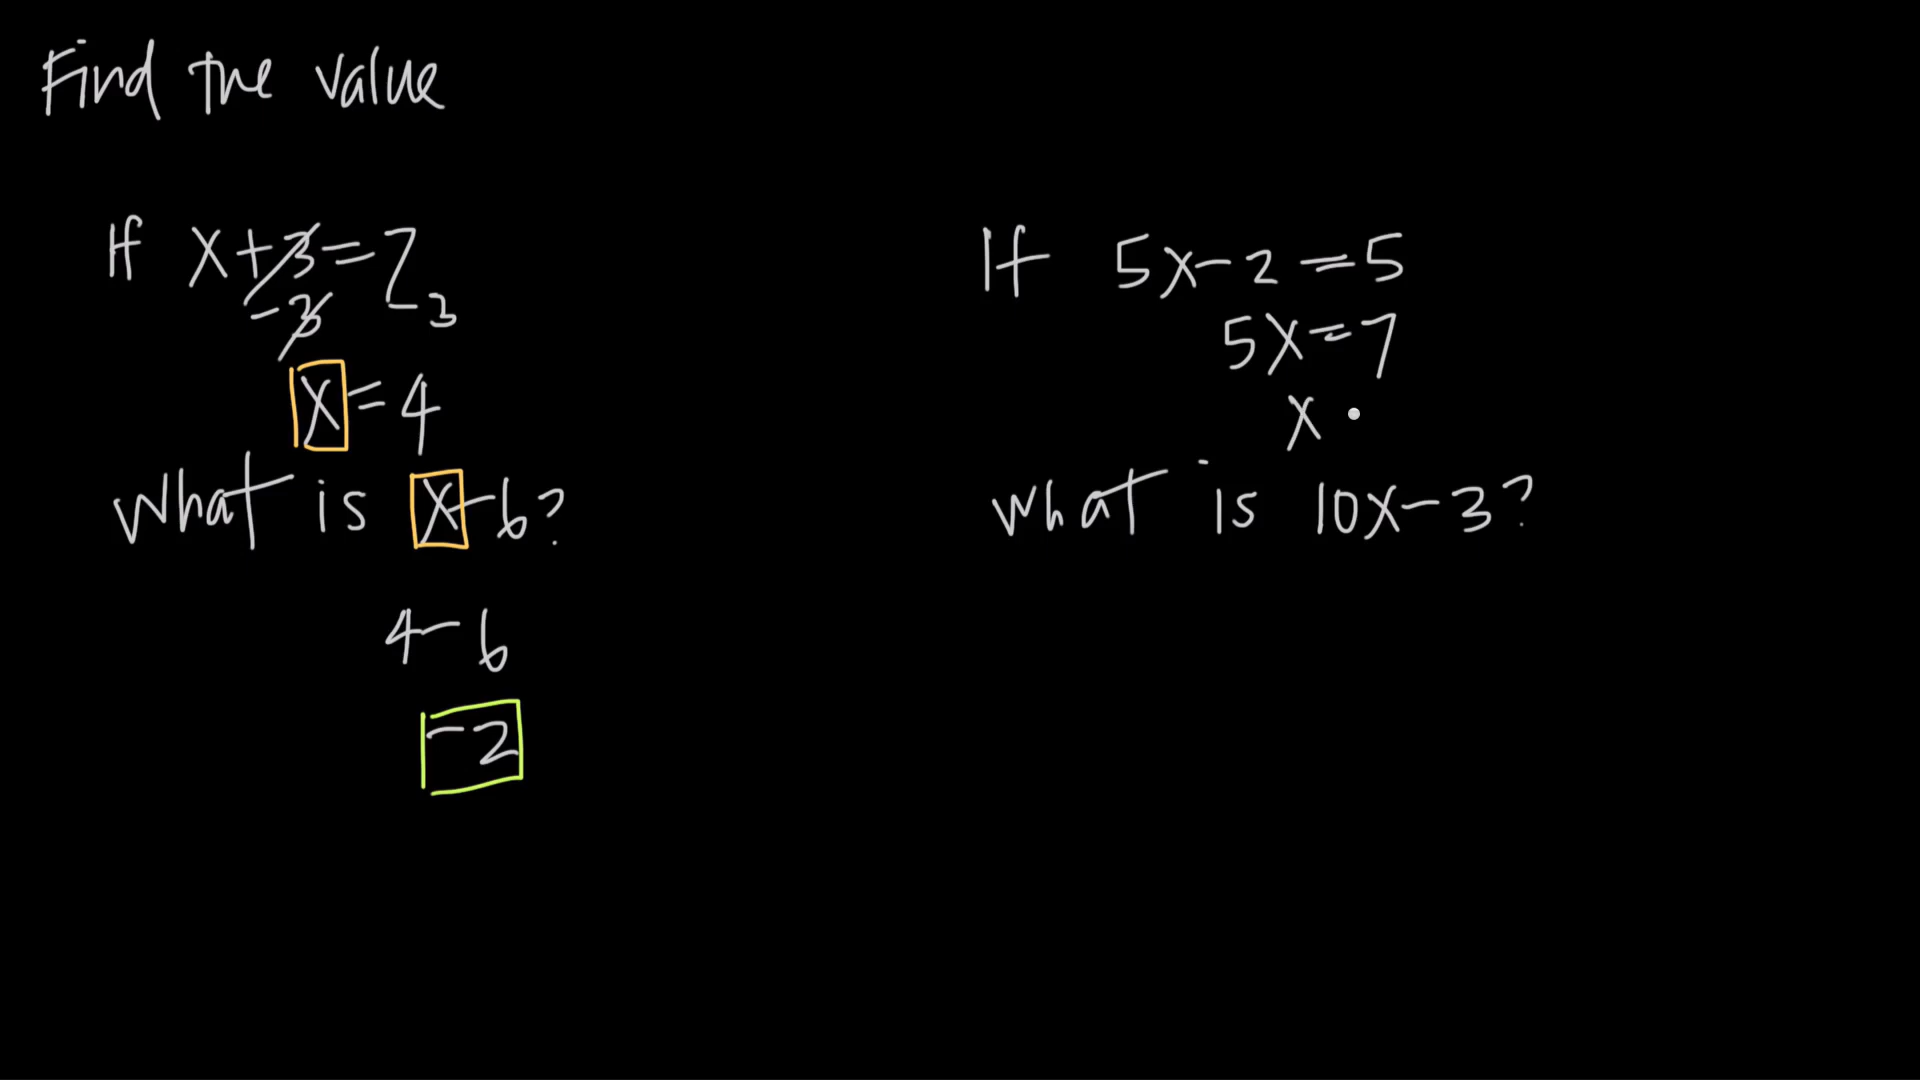 Find the value
If x+3=7
-3 -3
x=4
What is x-6?
4-6
-2
If 5x-2=5
5x=7
x
What is 10x-3?